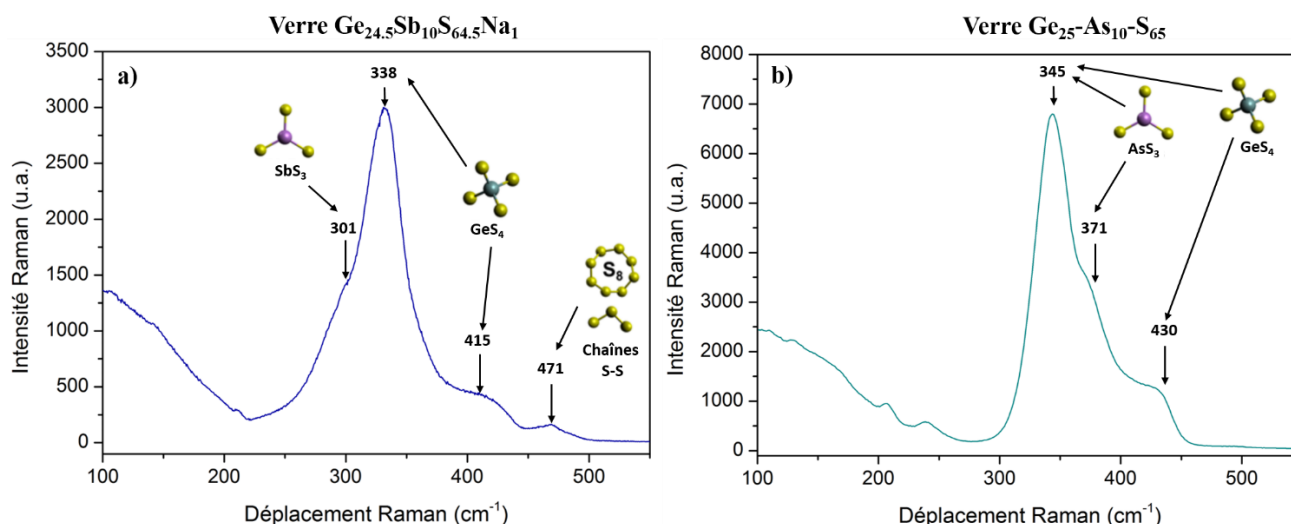 Verre Ge24.5Sb10S64.5Na1
a)
3500
3000
2500
2000
1500
1000
500
0
Intensité Raman (u.a.)
100
200
300
400
500
Déplacement Raman (cm-1)
338
SbS3
301
GeS4
415
S8
Chaînes
S-S
471
Verre Ge25-As10-S65
b)
8000
7000
6000
5000
4000
3000
2000
1000
0
Intensité Raman (u.a.)
100
200
300
400
500
Déplacement Raman (cm-1)
345
AsS3
GeS4
371
430